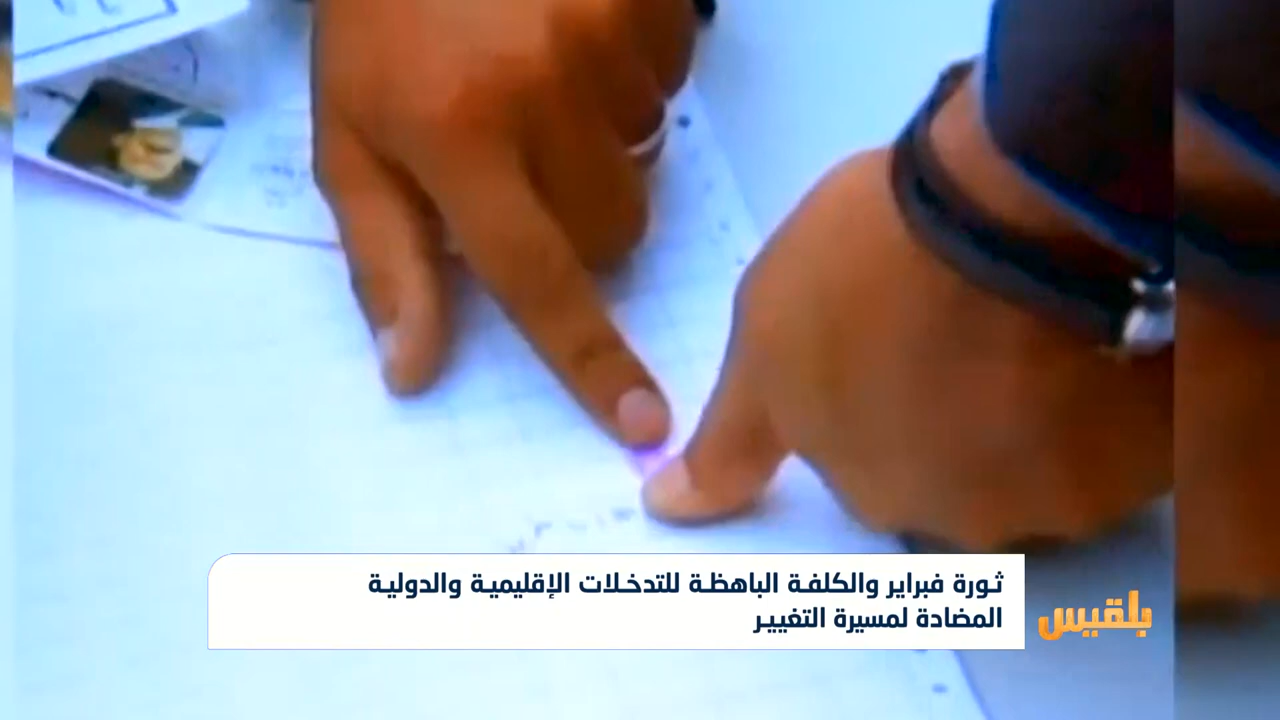 ثورة فبراير والكلفة الباهظة للتدخلات الإقليمية والدولية
المضادة لمسيرة التغيير
بلقيس